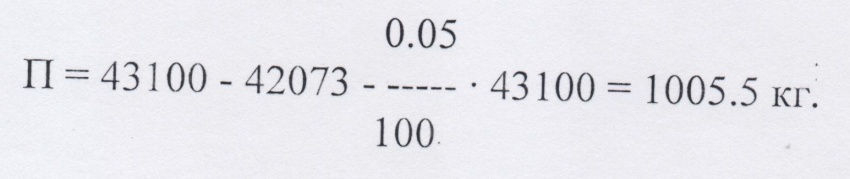 0.05
П = 43100 - 42073 - ----- · 43100 = 1005.5 кг.
100